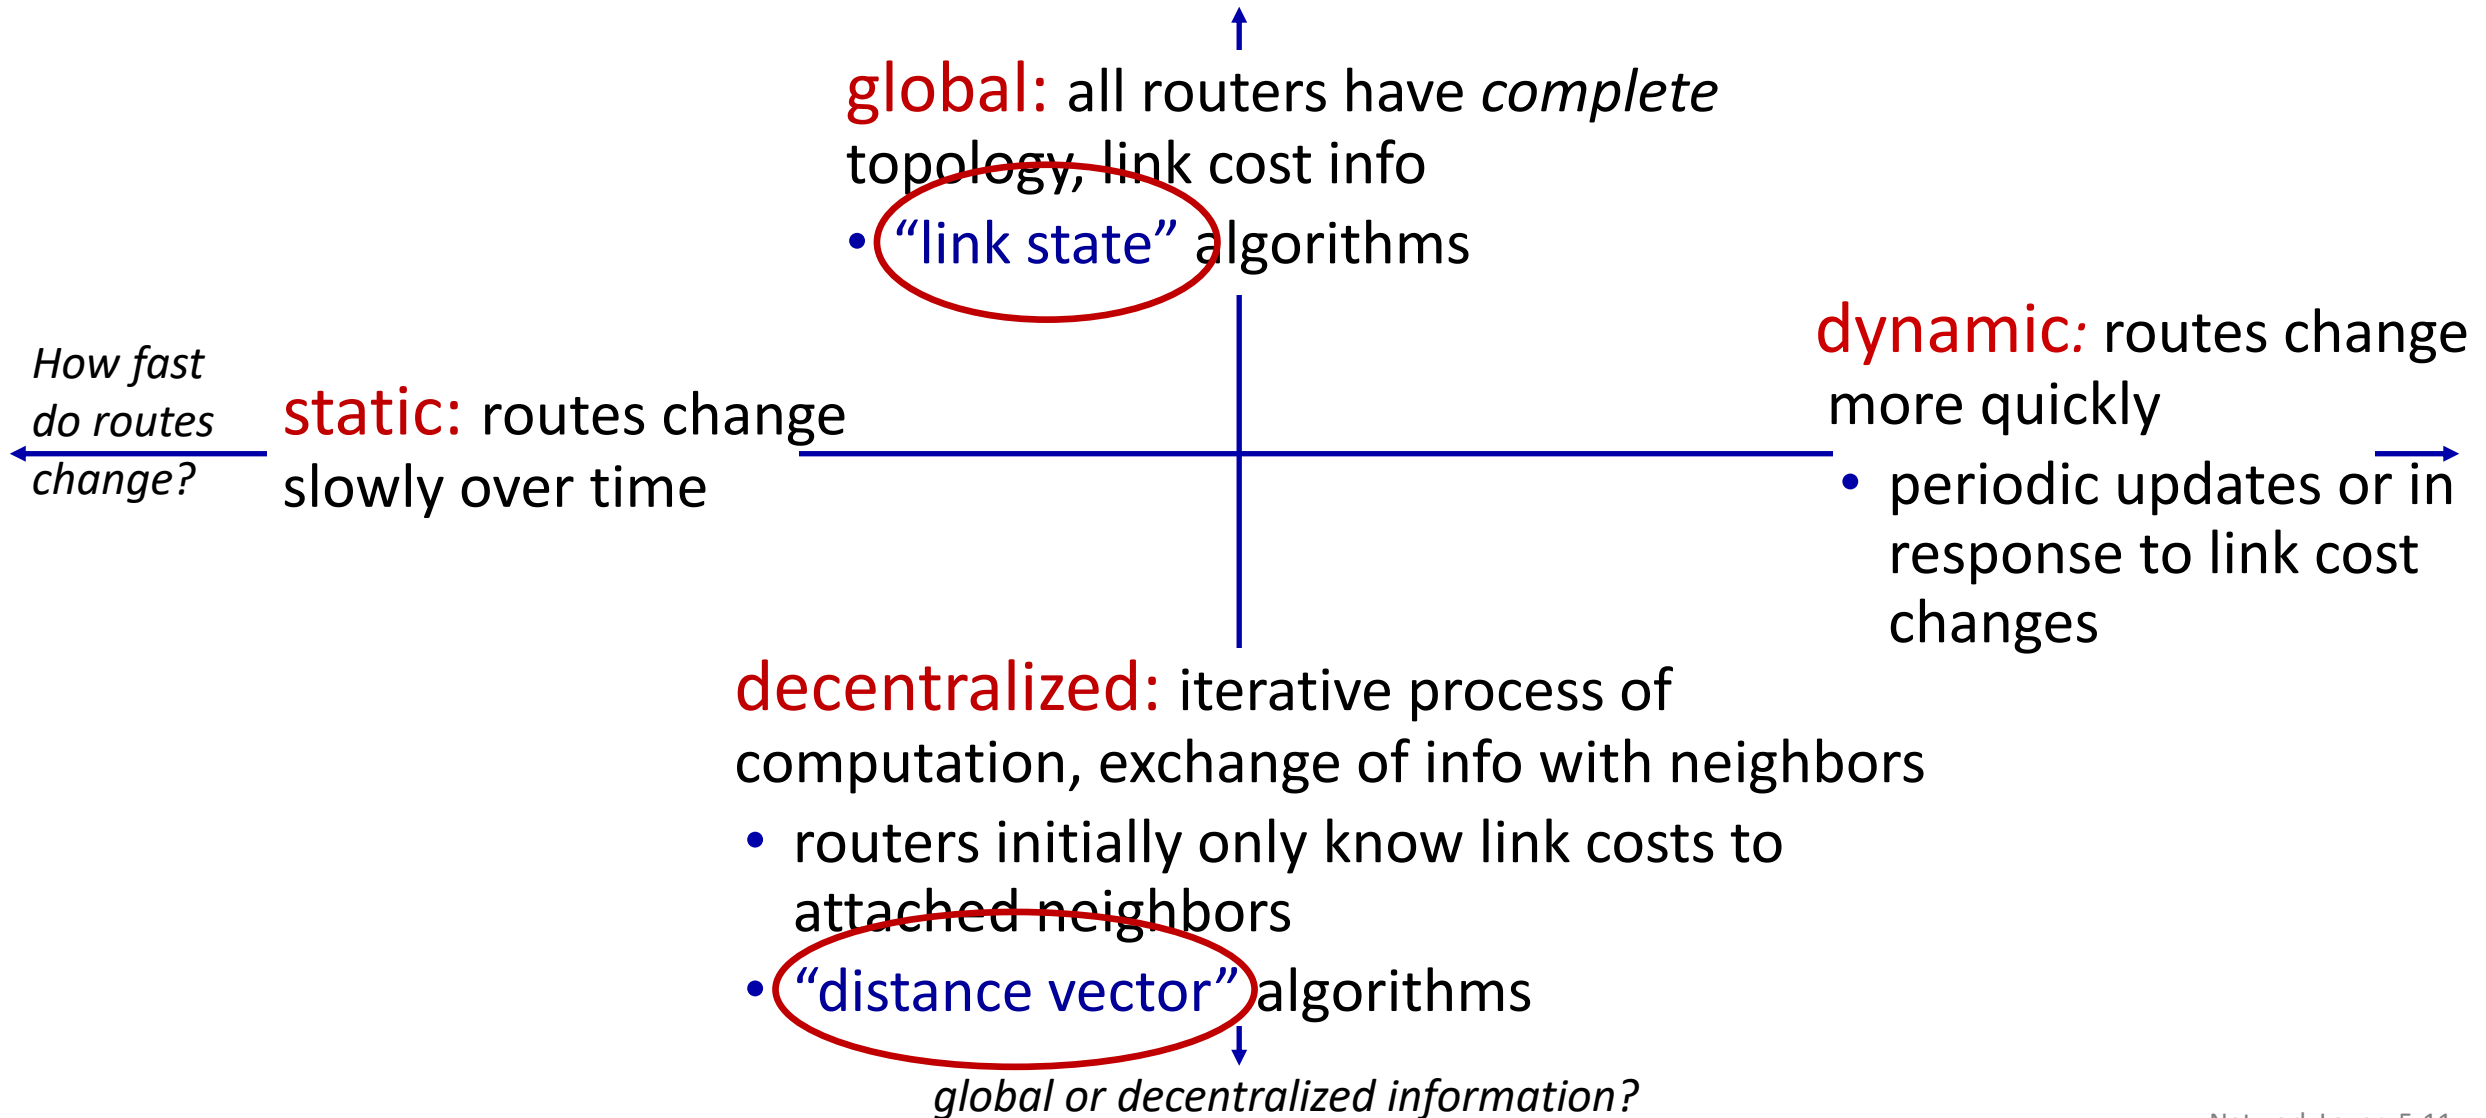 global: all routers have complete
topology, link cost info
• “link state” algorithms
How fast
do routes
change?
static: routes change
slowly over time
dynamic: routes change
more quickly
• periodic updates or in
response to link cost
changes
decentralized: iterative process of
computation, exchange of info with neighbors
• routers initially only know link costs to
attached neighbors
• “distance vector” algorithms
global or decentralized information?